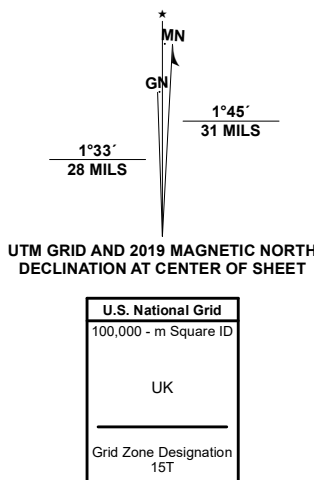 ★
MN
GN
1°45´
31 MILS
1°33´
28 MILS
UTM GRID AND 2019 MAGNETIC NORTH
DECLINATION AT CENTER OF SHEET
U.S. National Grid
100,000 - m Square ID
UK
Grid Zone Designation
15T